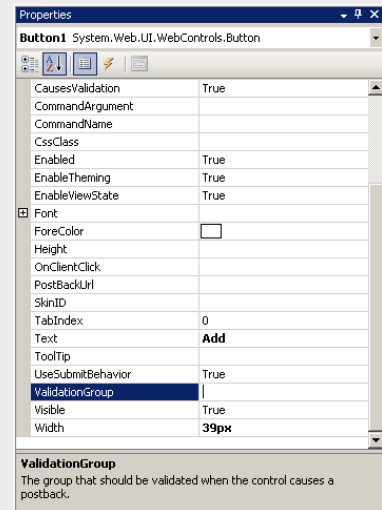 Properties
Button1 System.Web.UI.WebControls.Button
CausesValidation True
CommandArgument
CommandName
CssClass
Enabled True
EnableTheming True
EnableViewState True
Font
ForeColor
Height
OnClientClick
PostBackUrl
SkinID
TabIndex 0
Text Add
ToolTip
UseSubmitBehavior True
ValidationGroup
Visible True
Width 39px
ValidationGroup
The group that should be validated when the control causes a
postback.